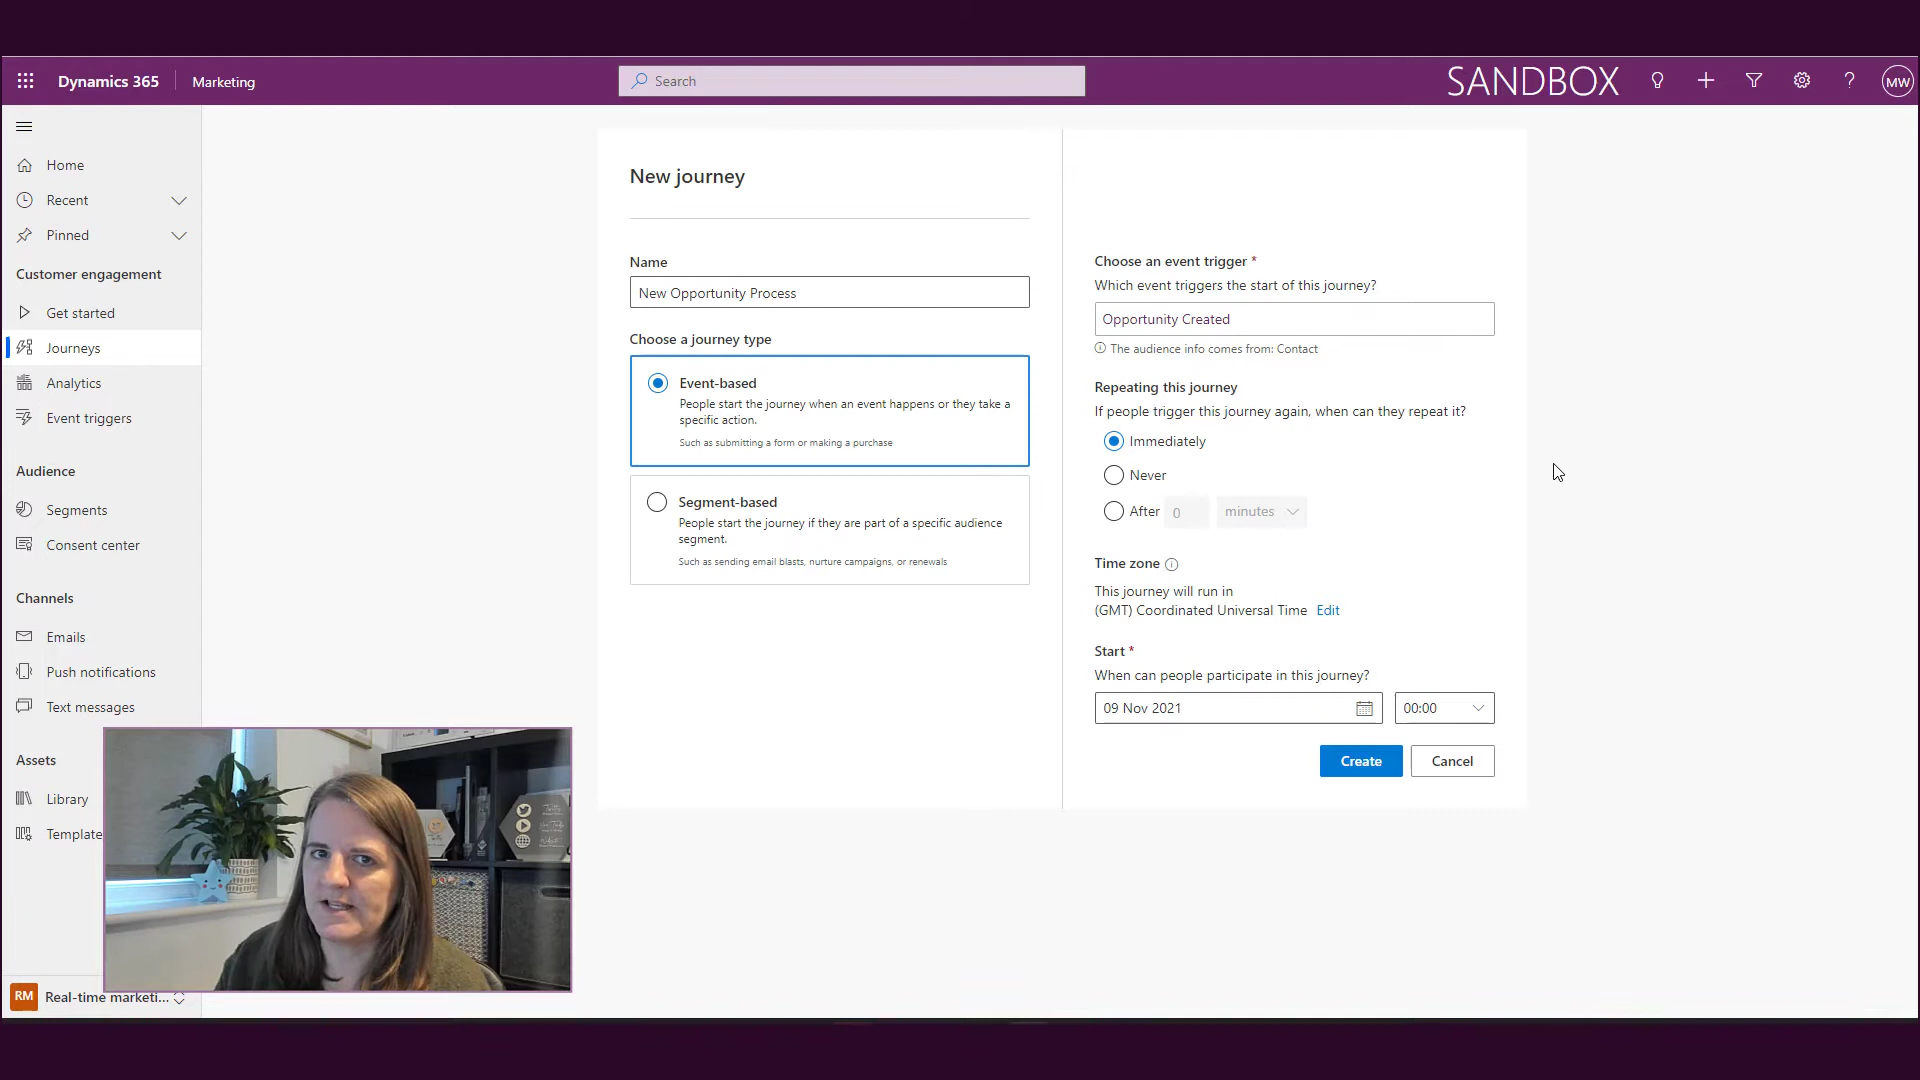 Dynamics 365
Marketing
Search
SANDBOX
MW
Home
Recent
Pinned
Customer engagement
Get started
Journeys
Analytics
Event triggers
Audience
Segments
Consent center
Channels
Emails
Push notifications
Text messages
Assets
Library
Template
RM
Real-time marketi...
New journey
Name
New Opportunity Process
Choose a journey type
Event-based
People start the journey when an event happens or they take a
specific action.
Such as submitting a form or making a purchase
Segment-based
People start the journey if they are part of a specific audience
segment.
Such as sending email blasts, nurture campaigns, or renewals
Choose an event trigger *
Which event triggers the start of this journey?
Opportunity Created
The audience info comes from: Contact
Repeating this journey
If people trigger this journey again, when can they repeat it?
Immediately
Never
After 0 minutes
Time zone
This journey will run in
(GMT) Coordinated Universal Time Edit
Start *
When can people participate in this journey?
09 Nov 2021
00:00
Create
Cancel